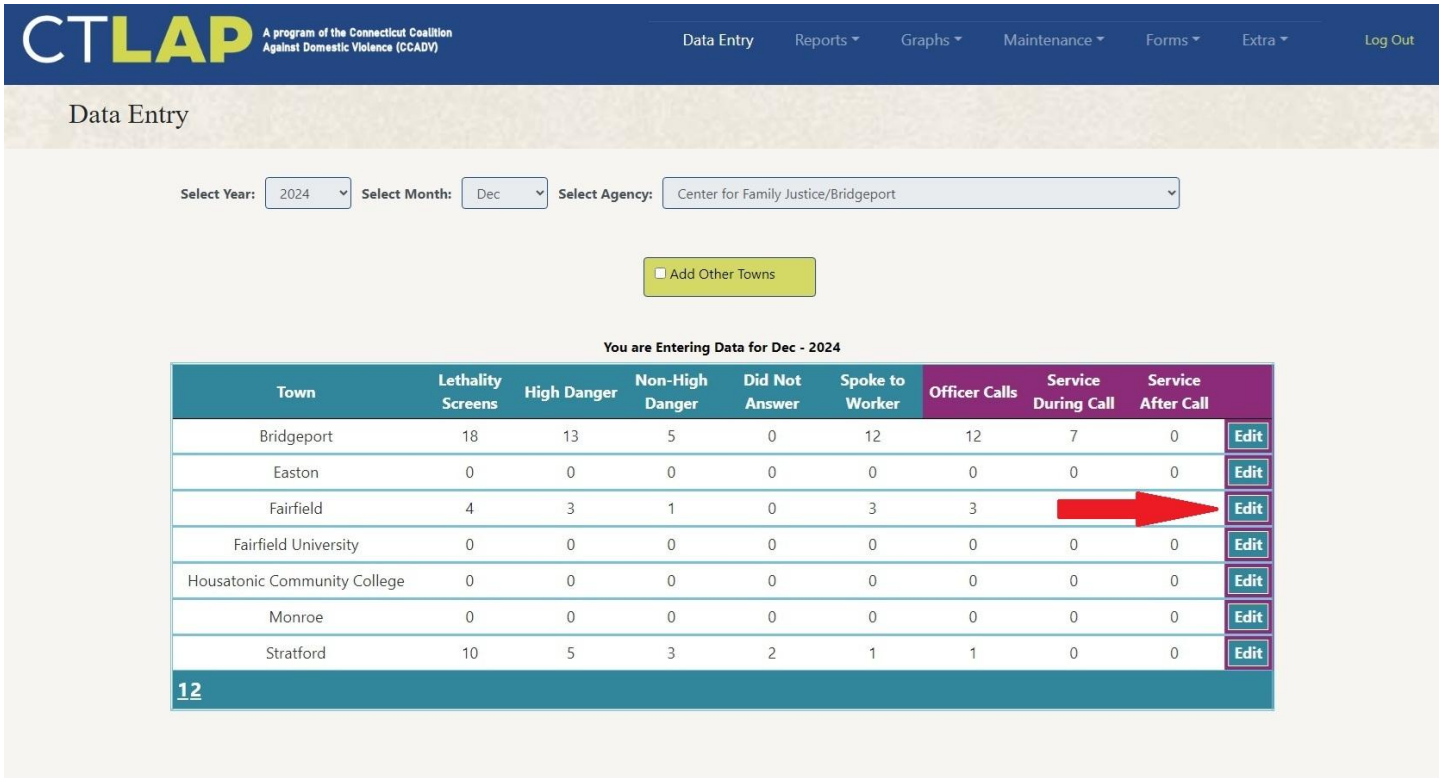 CTLAP A program of the Connecticut Coalition
Against Domestic Violence (CCADV)
Data Entry Reports Graphs Maintenance Forms Extra Log Out
Data Entry
Select Year: 2024 Select Month: Dec Select Agency: Center for Family Justice/Bridgeport
Add Other Towns
You are Entering Data for Dec - 2024
Town Lethality Screens High Danger Non-High Danger Did Not Answer Spoke to Worker Officer Calls Service During Call Service After Call
Bridgeport 18 13 5 0 12 12 7 0 Edit
Easton 0 0 0 0 0 0 0 0 Edit
Fairfield 4 3 1 0 3 3 Edit
Fairfield University 0 0 0 0 0 0 0 0 Edit
Housatonic Community College 0 0 0 0 0 0 0 0 Edit
Monroe 0 0 0 0 0 0 0 0 Edit
Stratford 10 5 3 2 1 1 0 0 Edit
12